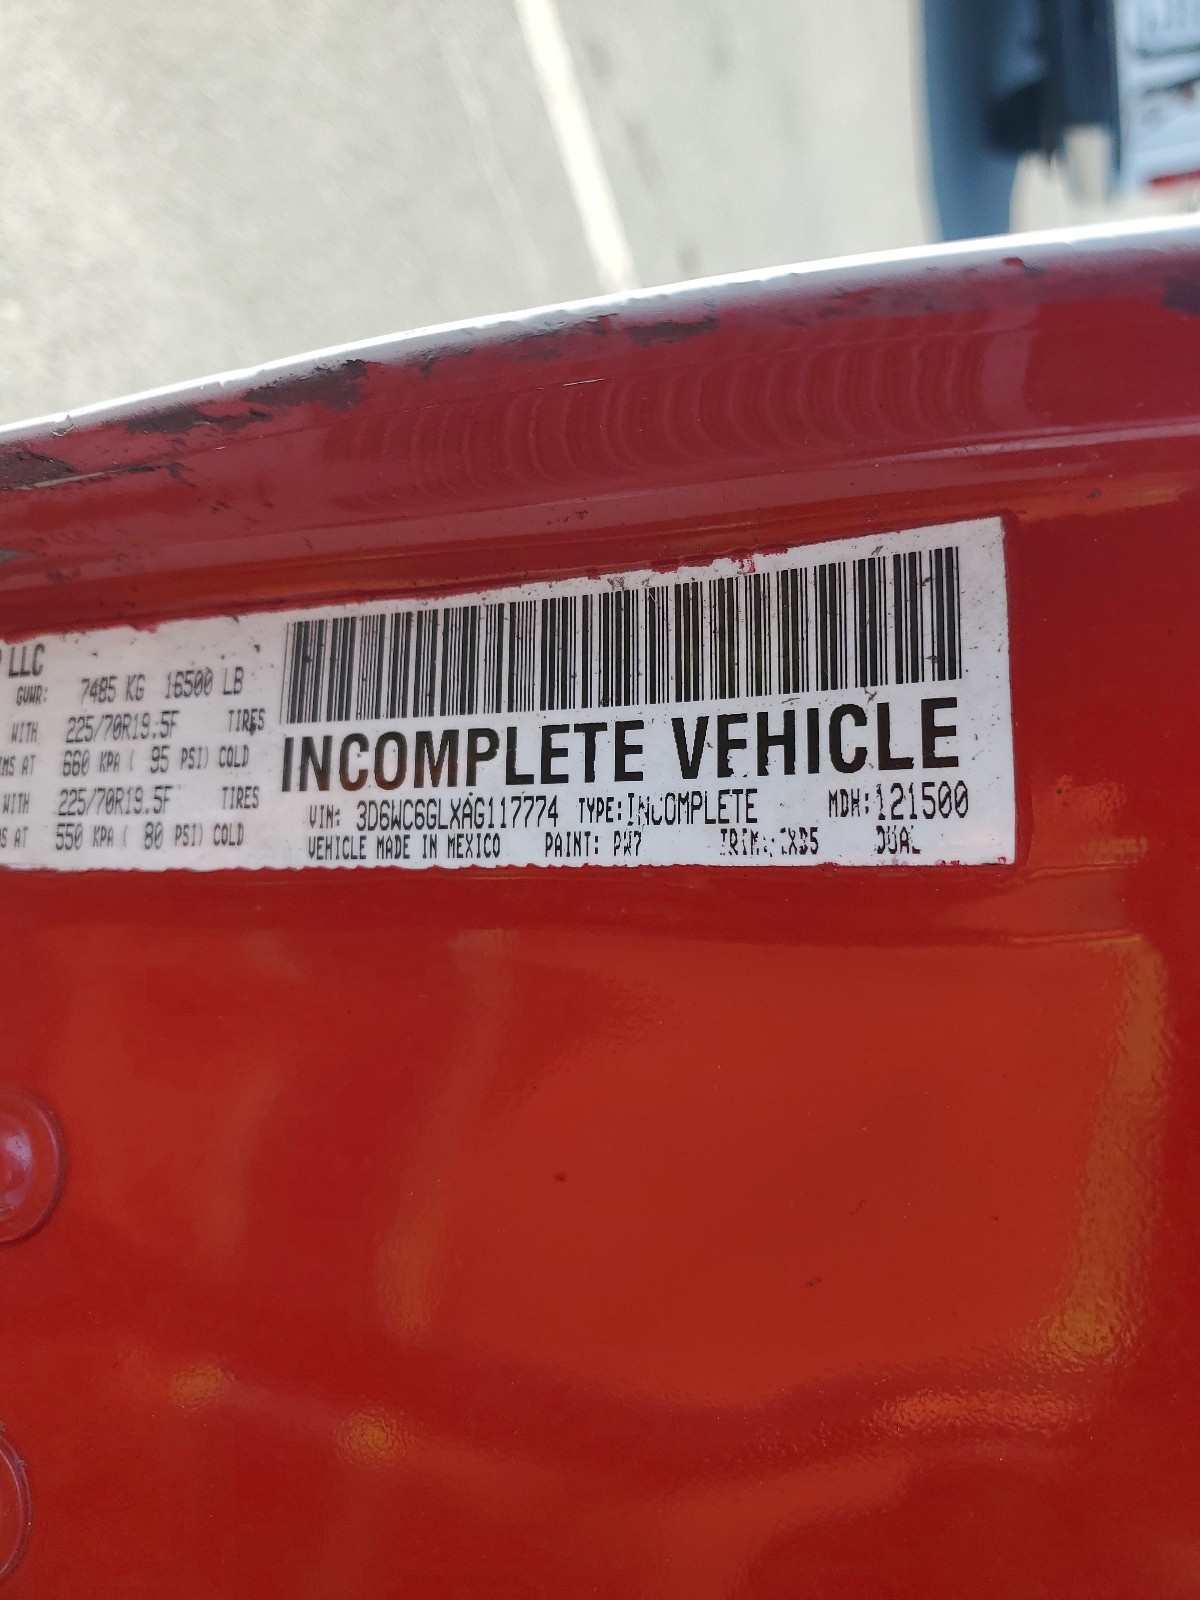 LLC
GVWR: 7485 KG 16500 LB
WITH 225/70R19.5F TIRES
AT 660 KPA ( 95 PSI) COLD
WITH 225/70R19.5F TIRES
AT 550 KPA ( 80 PSI) COLD
INCOMPLETE VEHICLE
VIN: 3D6WC6GLXAG117774 TYPE: INCOMPLETE MDH: 121500
VEHICLE MADE IN MEXICO PAINT: PW7 TRIM: DUAL